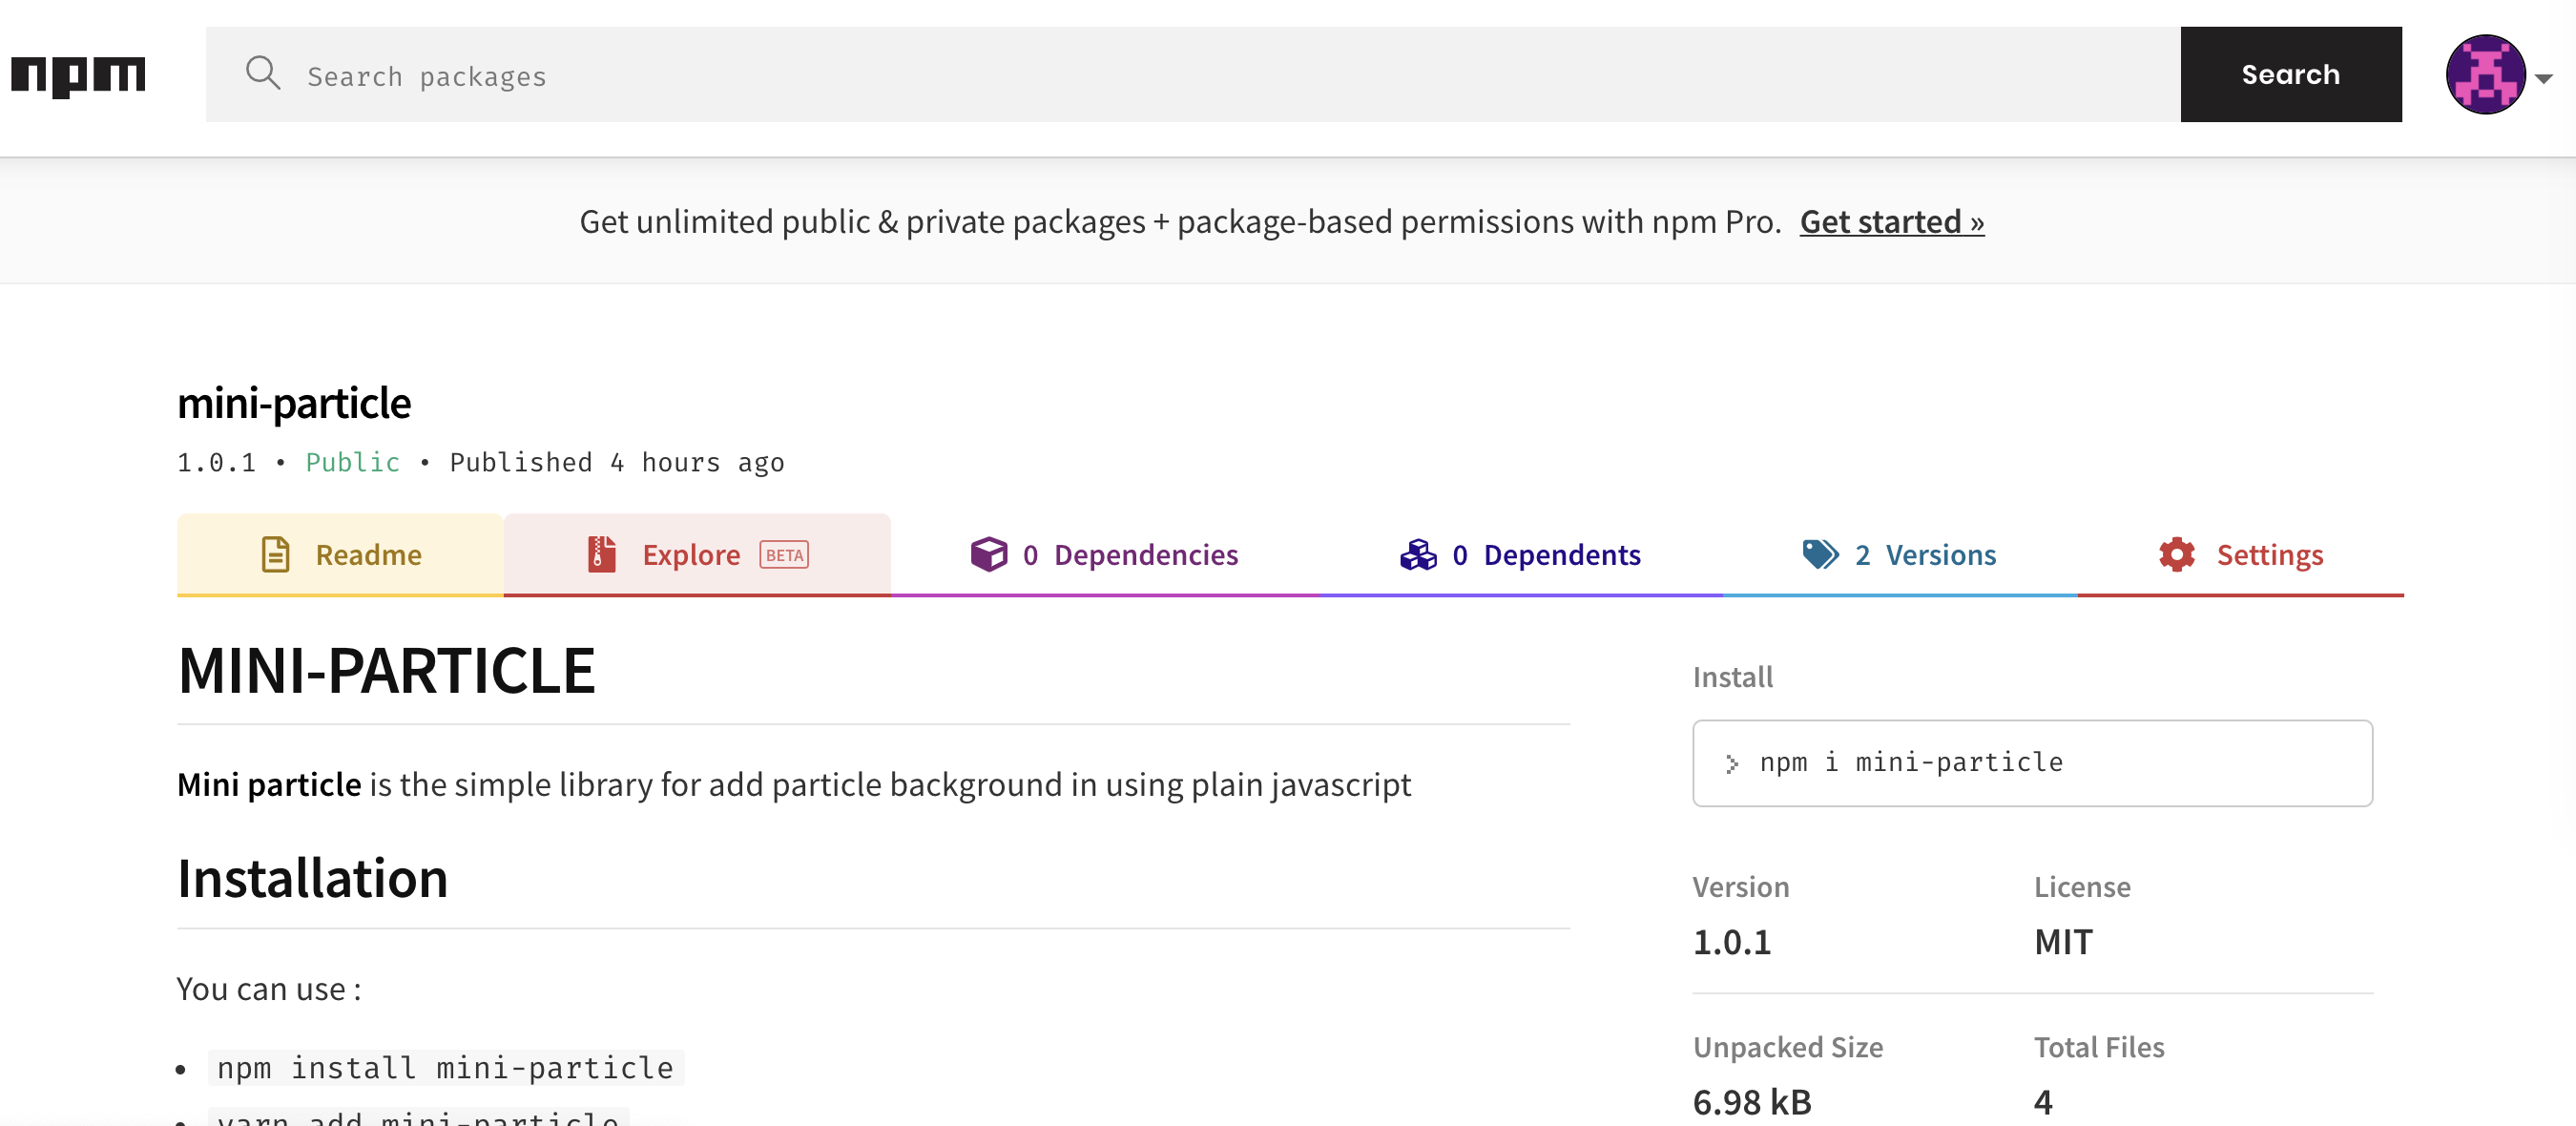 npm
Search packages
Search
Get unlimited public & private packages + package-based permissions with npm Pro. Get started »
mini-particle
1.0.1 • Public • Published 4 hours ago
Readme
Explore BETA
0 Dependencies
0 Dependents
2 Versions
Settings
MINI-PARTICLE
Mini particle is the simple library for add particle background in using plain javascript
Installation
You can use :
• npm install mini-particle
• yarn add mini-particle
Install
npm i mini-particle
Version
License
1.0.1
MIT
Unpacked Size
Total Files
6.98 kB
4